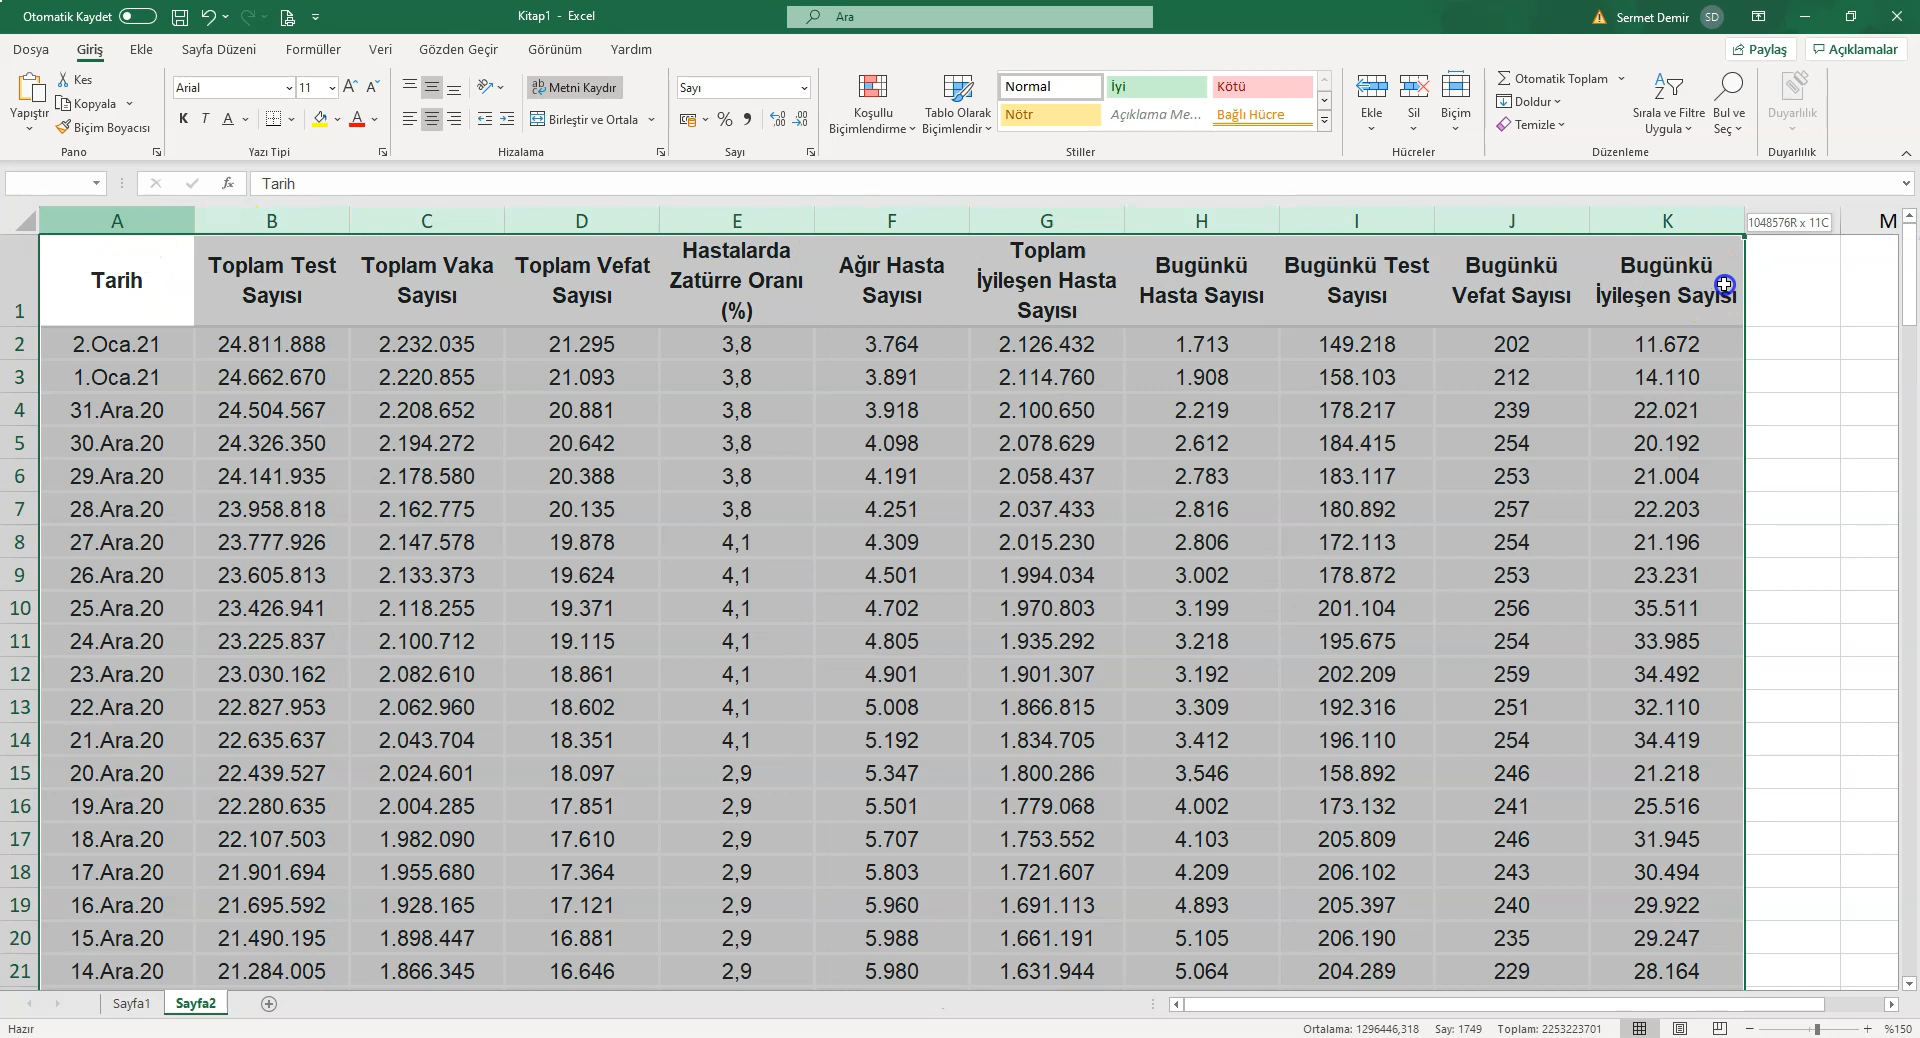 Otomatik Kaydet
Kitap1 - Excel
Ara
Sermet Demir SD
Dosya Giriş Ekle Sayfa Düzeni Formüller Veri Gözden Geçir Görünüm Yardım
Paylaş Açıklamalar
Yapıştır
Kes
Kopyala
Biçim Boyacısı
Pano
Arial 11
K T A
Yazı Tipi
Metni Kaydır
Birleştir ve Ortala
Hizalama
Sayı
Sayı
Koşullu Biçimlendirme
Tablo Olarak Biçimlendir
Normal İyi Kötü
Nötr Açıklama Me... Bağlı Hücre
Stiller
Ekle Sil Biçim
Hücreler
Otomatik Toplam
Doldur
Temizle
Sırala ve Filtre Uygula
Bul ve Seç
Düzenleme
Duyarlılık
Duyarlılık
fx Tarih
A B C D E F G H I J K 1048576R x 11C M
1 Tarih Toplam Test Sayısı Toplam Vaka Sayısı Toplam Vefat Sayısı Hastalarda Zatürre Oranı (%) Ağır Hasta Sayısı Toplam İyileşen Hasta Sayısı Bugünkü Hasta Sayısı Bugünkü Test Sayısı Bugünkü Vefat Sayısı Bugünkü İyileşen Sayısı
2 2.Oca.21 24.811.888 2.232.035 21.295 3,8 3.764 2.126.432 1.713 149.218 202 11.672
3 1.Oca.21 24.662.670 2.220.855 21.093 3,8 3.891 2.114.760 1.908 158.103 212 14.110
4 31.Ara.20 24.504.567 2.208.652 20.881 3,8 3.918 2.100.650 2.219 178.217 239 22.021
5 30.Ara.20 24.326.350 2.194.272 20.642 3,8 4.098 2.078.629 2.612 184.415 254 20.192
6 29.Ara.20 24.141.935 2.178.580 20.388 3,8 4.191 2.058.437 2.783 183.117 253 21.004
7 28.Ara.20 23.958.818 2.162.775 20.135 3,8 4.251 2.037.433 2.816 180.892 257 22.203
8 27.Ara.20 23.777.926 2.147.578 19.878 4,1 4.309 2.015.230 2.806 172.113 254 21.196
9 26.Ara.20 23.605.813 2.133.373 19.624 4,1 4.501 1.994.034 3.002 178.872 253 23.231
10 25.Ara.20 23.426.941 2.118.255 19.371 4,1 4.702 1.970.803 3.199 201.104 256 35.511
11 24.Ara.20 23.225.837 2.100.712 19.115 4,1 4.805 1.935.292 3.218 195.675 254 33.985
12 23.Ara.20 23.030.162 2.082.610 18.861 4,1 4.901 1.901.307 3.192 202.209 259 34.492
13 22.Ara.20 22.827.953 2.062.960 18.602 4,1 5.008 1.866.815 3.309 192.316 251 32.110
14 21.Ara.20 22.635.637 2.043.704 18.351 4,1 5.192 1.834.705 3.412 196.110 254 34.419
15 20.Ara.20 22.439.527 2.024.601 18.097 2,9 5.347 1.800.286 3.546 158.892 246 21.218
16 19.Ara.20 22.280.635 2.004.285 17.851 2,9 5.501 1.779.068 4.002 173.132 241 25.516
17 18.Ara.20 22.107.503 1.982.090 17.610 2,9 5.707 1.753.552 4.103 205.809 246 31.945
18 17.Ara.20 21.901.694 1.955.680 17.364 2,9 5.803 1.721.607 4.209 206.102 243 30.494
19 16.Ara.20 21.695.592 1.928.165 17.121 2,9 5.960 1.691.113 4.893 205.397 240 29.922
20 15.Ara.20 21.490.195 1.898.447 16.881 2,9 5.988 1.661.191 5.105 206.190 235 29.247
21 14.Ara.20 21.284.005 1.866.345 16.646 2,9 5.980 1.631.944 5.064 204.289 229 28.164
Sayfa1 Sayfa2
Hazır Ortalama: 1296446,318 Say: 1749 Toplam: 2253223701 %150